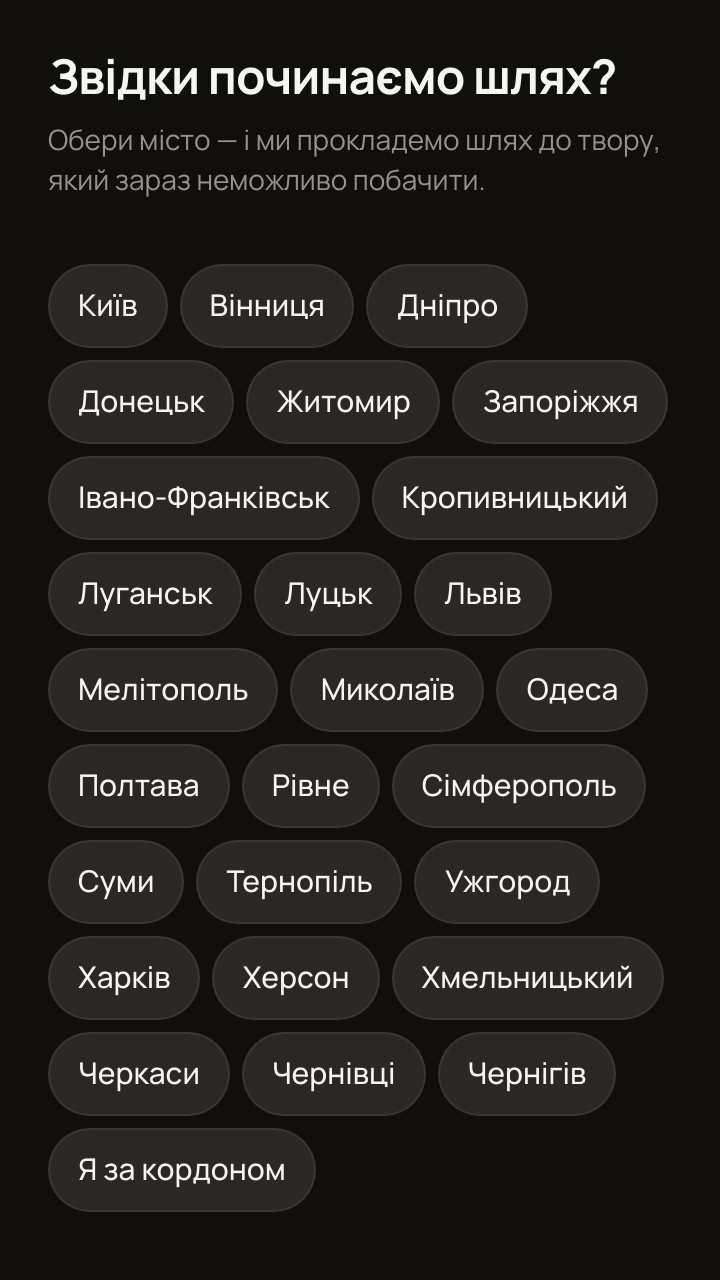 Звідки починаємо шлях?
Обери місто — і ми прокладемо шлях до твору,
який зараз неможливо побачити.
Київ Вінниця Дніпро
Донецьк Житомир Запоріжжя
Івано-Франківськ Кропивницький
Луганськ Луцьк Львів
Мелітополь Миколаїв Одеса
Полтава Рівне Сімферополь
Суми Тернопіль Ужгород
Харків Херсон Хмельницький
Черкаси Чернівці Чернігів
Я за кордоном